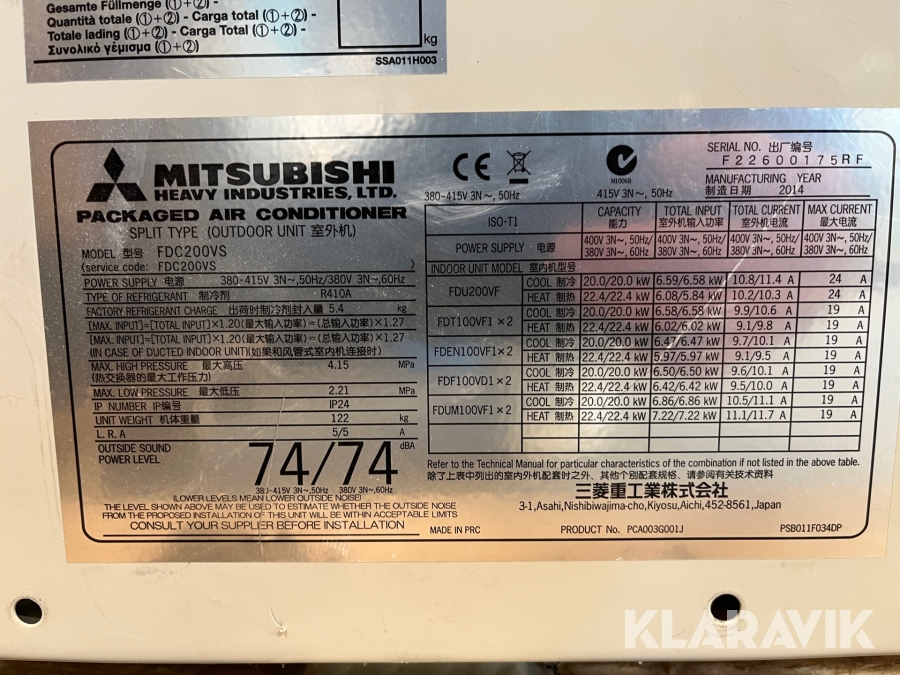 Gesamte Füllmenge (①+②) -
Quantità totale (①+②) - Carga total (①+②) -
Totale lading (①+②) - Carga Total (①+②) -
Συνολικό γέμισμα (①+②)
kg
SSA011H003
MITSUBISHI
HEAVY INDUSTRIES, LTD.
PACKAGED AIR CONDITIONER
SPLIT TYPE (OUTDOOR UNIT 室外机)
MODEL 型号 FDC200VS
(service code: FDC200VS )
POWER SUPPLY 电源 380-415V 3N~,50Hz/380V 3N~,60Hz
TYPE OF REFRIGERANT 制冷剂 R410A
FACTORY REFRIGERANT CHARGE 出荷时制冷剂封入量 5.4 kg
[MAX. INPUT]=[TOTAL INPUT]×1.20(最大输入功率)=(总输入功率)×1.27
[MAX. INPUT]=[TOTAL INPUT]×1.20(最大输入功率)=(总输入功率)×1.27
(IN CASE OF DUCTED INDOOR UNIT)(如果和风管式室内机连接时)
MAX. HIGH PRESSURE 最大高压 4.15 MPa
(热交换器的最大工作压力)
MAX. LOW PRESSURE 最大低压 2.21 MPa
IP NUMBER IP编号 IP24
UNIT WEIGHT 机体重量 122 kg
L. R. A 5/5 A
OUTSIDE SOUND
POWER LEVEL 74/74 dBA
380V 3N~,60Hz
(LOWER LEVELS MEAN LOWER OUTSIDE NOISE)
THE LEVEL SHOWN ABOVE MAY BE USED TO ESTIMATE WHETHER THE OUTSIDE NOISE
FROM THE PROPOSED INSTALLATION OF THIS UNIT WILL BE WITHIN ACCEPTABLE LIMITS
CONSULT YOUR SUPPLIER BEFORE INSTALLATION
CE
380-415V 3N~, 50Hz
N10068
415V 3N~, 50Hz
SERIAL NO. 出厂编号
F22600175RF
MANUFACTURING YEAR
制造日期 2014
ISO-T1 CAPACITY 能力 TOTAL INPUT 室外机输入功率 TOTAL CURRENT 室外机电流 MAX CURRENT 最大电流
POWER SUPPLY 电源 400V 3N~, 50Hz/ 380V 3N~, 60Hz 400V 3N~, 50Hz/ 380V 3N~, 60Hz 400V 3N~, 50Hz/ 380V 3N~, 60Hz 400V 3N~, 50Hz/ 380V 3N~, 60Hz
INDOOR UNIT MODEL 室内机型号
FDU200VF COOL 制冷 20.0/20.0 kW 6.59/6.58 kW 10.8/11.4 A 24 A
HEAT 制热 22.4/22.4 kW 6.08/5.84 kW 10.2/10.3 A 24 A
FDT100VF1×2 COOL 制冷 20.0/20.0 kW 6.58/6.58 kW 9.9/10.6 A 19 A
HEAT 制热 22.4/22.4 kW 6.02/6.02 kW 9.1/9.8 A 19 A
FDEN100VF1×2 COOL 制冷 20.0/20.0 kW 6.47/6.47 kW 9.7/10.1 A 19 A
HEAT 制热 22.4/22.4 kW 5.97/5.97 kW 9.1/9.5 A 19 A
FDF100VD1×2 COOL 制冷 20.0/20.0 kW 6.50/6.50 kW 9.6/10.1 A 19 A
HEAT 制热 22.4/22.4 kW 6.42/6.42 kW 9.5/10.0 A 19 A
FDUM100VF1×2 COOL 制冷 20.0/20.0 kW 6.86/6.86 kW 10.5/11.1 A 19 A
HEAT 制热 22.4/22.4 kW 7.22/7.22 kW 11.1/11.7 A 19 A
Refer to the Technical Manual for particular characteristics of the combination if not listed in the above table.
除了上表中列出的室内外机配套时之外、其他个别配套规格、请参阅有关技术资料
三菱重工業株式会社
3-1,Asahi,Nishibiwajima-cho,Kiyosu,Aichi,452-8561,Japan
MADE IN PRC PRODUCT No. PCA003G001J PSB011F034DP
KLARAVIK